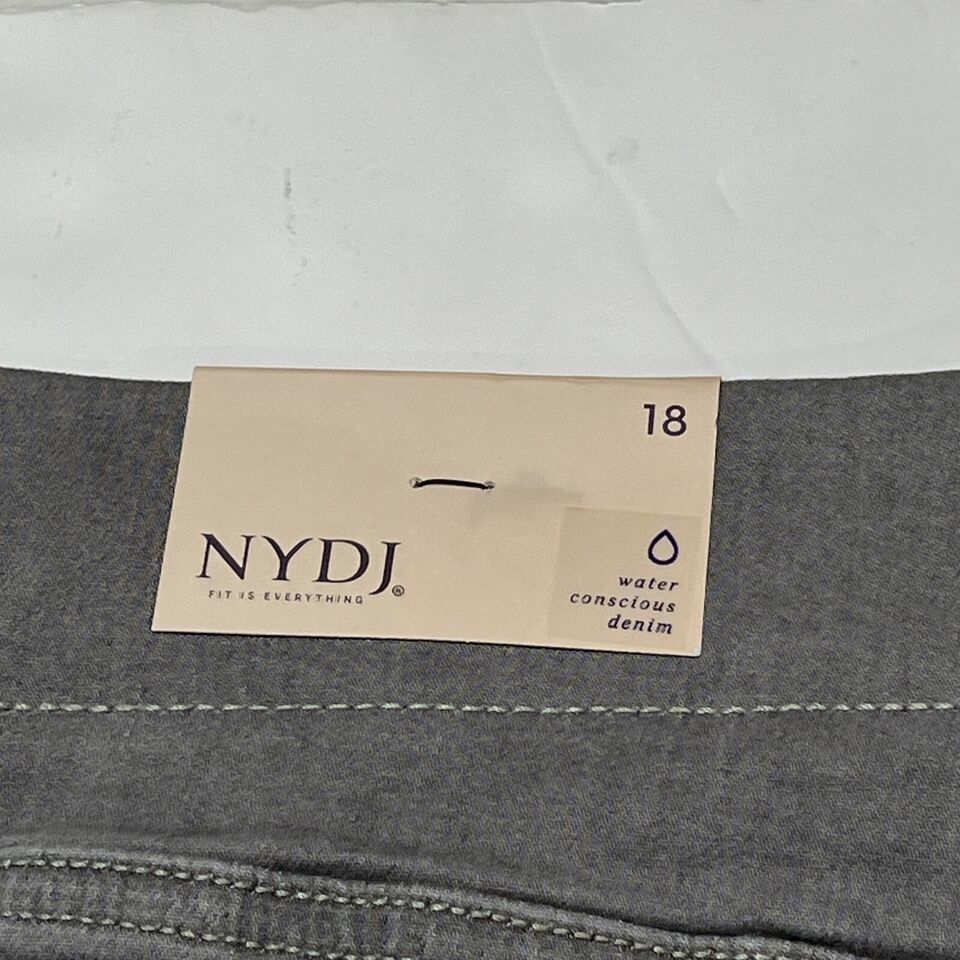 18
NYDJ®
FIT IS EVERYTHING
water
conscious
denim